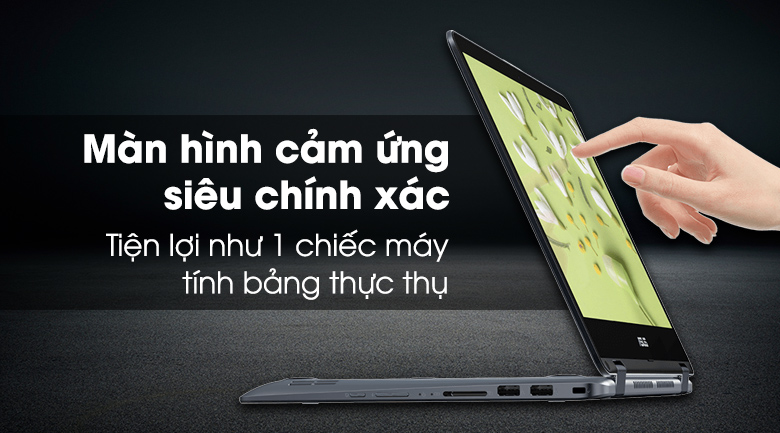 Màn hình cảm ứng
siêu chính xác
Tiện lợi như 1 chiếc máy
tính bảng thực thụ